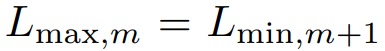 $L_{\max,m} = L_{\min,m+1}$